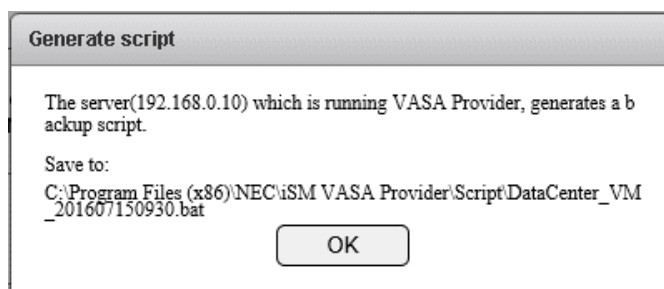 Generate script
The server(192.168.0.10) which is running VASA Provider, generates a b
ackup script.
Save to:
C:\Program Files (x86)\NEC\iSM VASA Provider\Script\DataCenter_VM
_201607150930.bat
OK